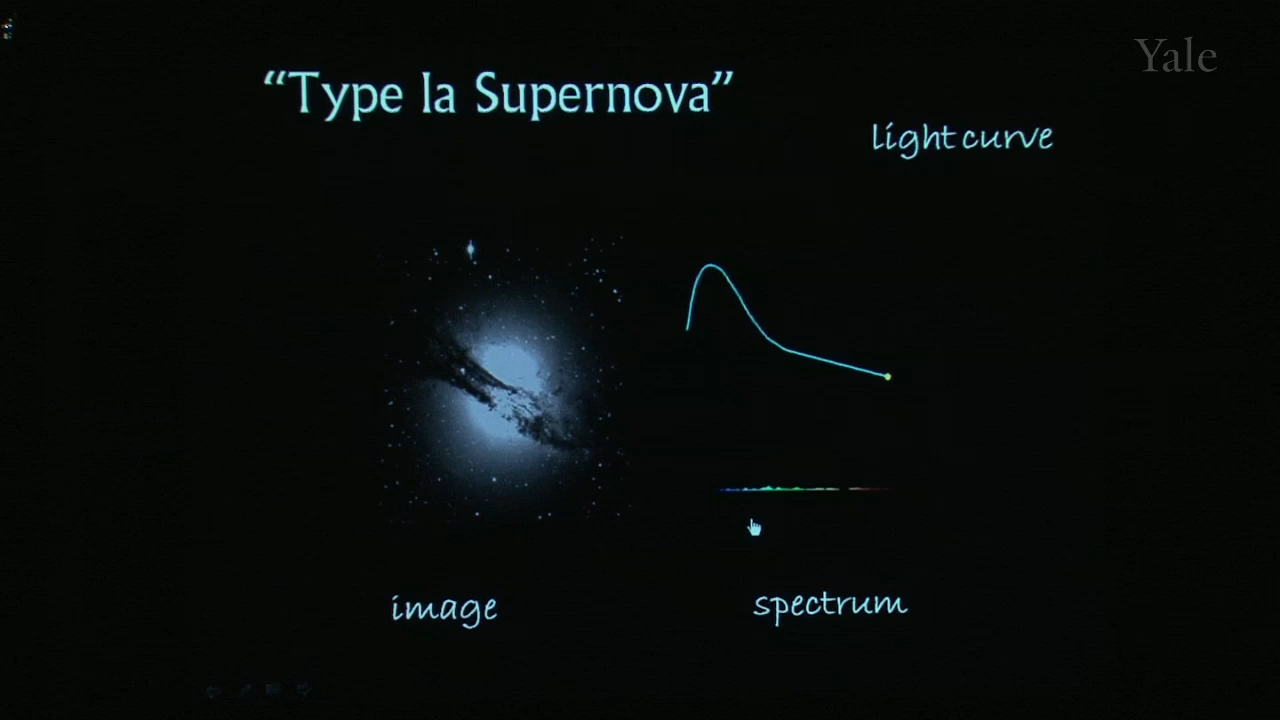 Yale
“Type Ia Supernova”
light curve
image
spectrum